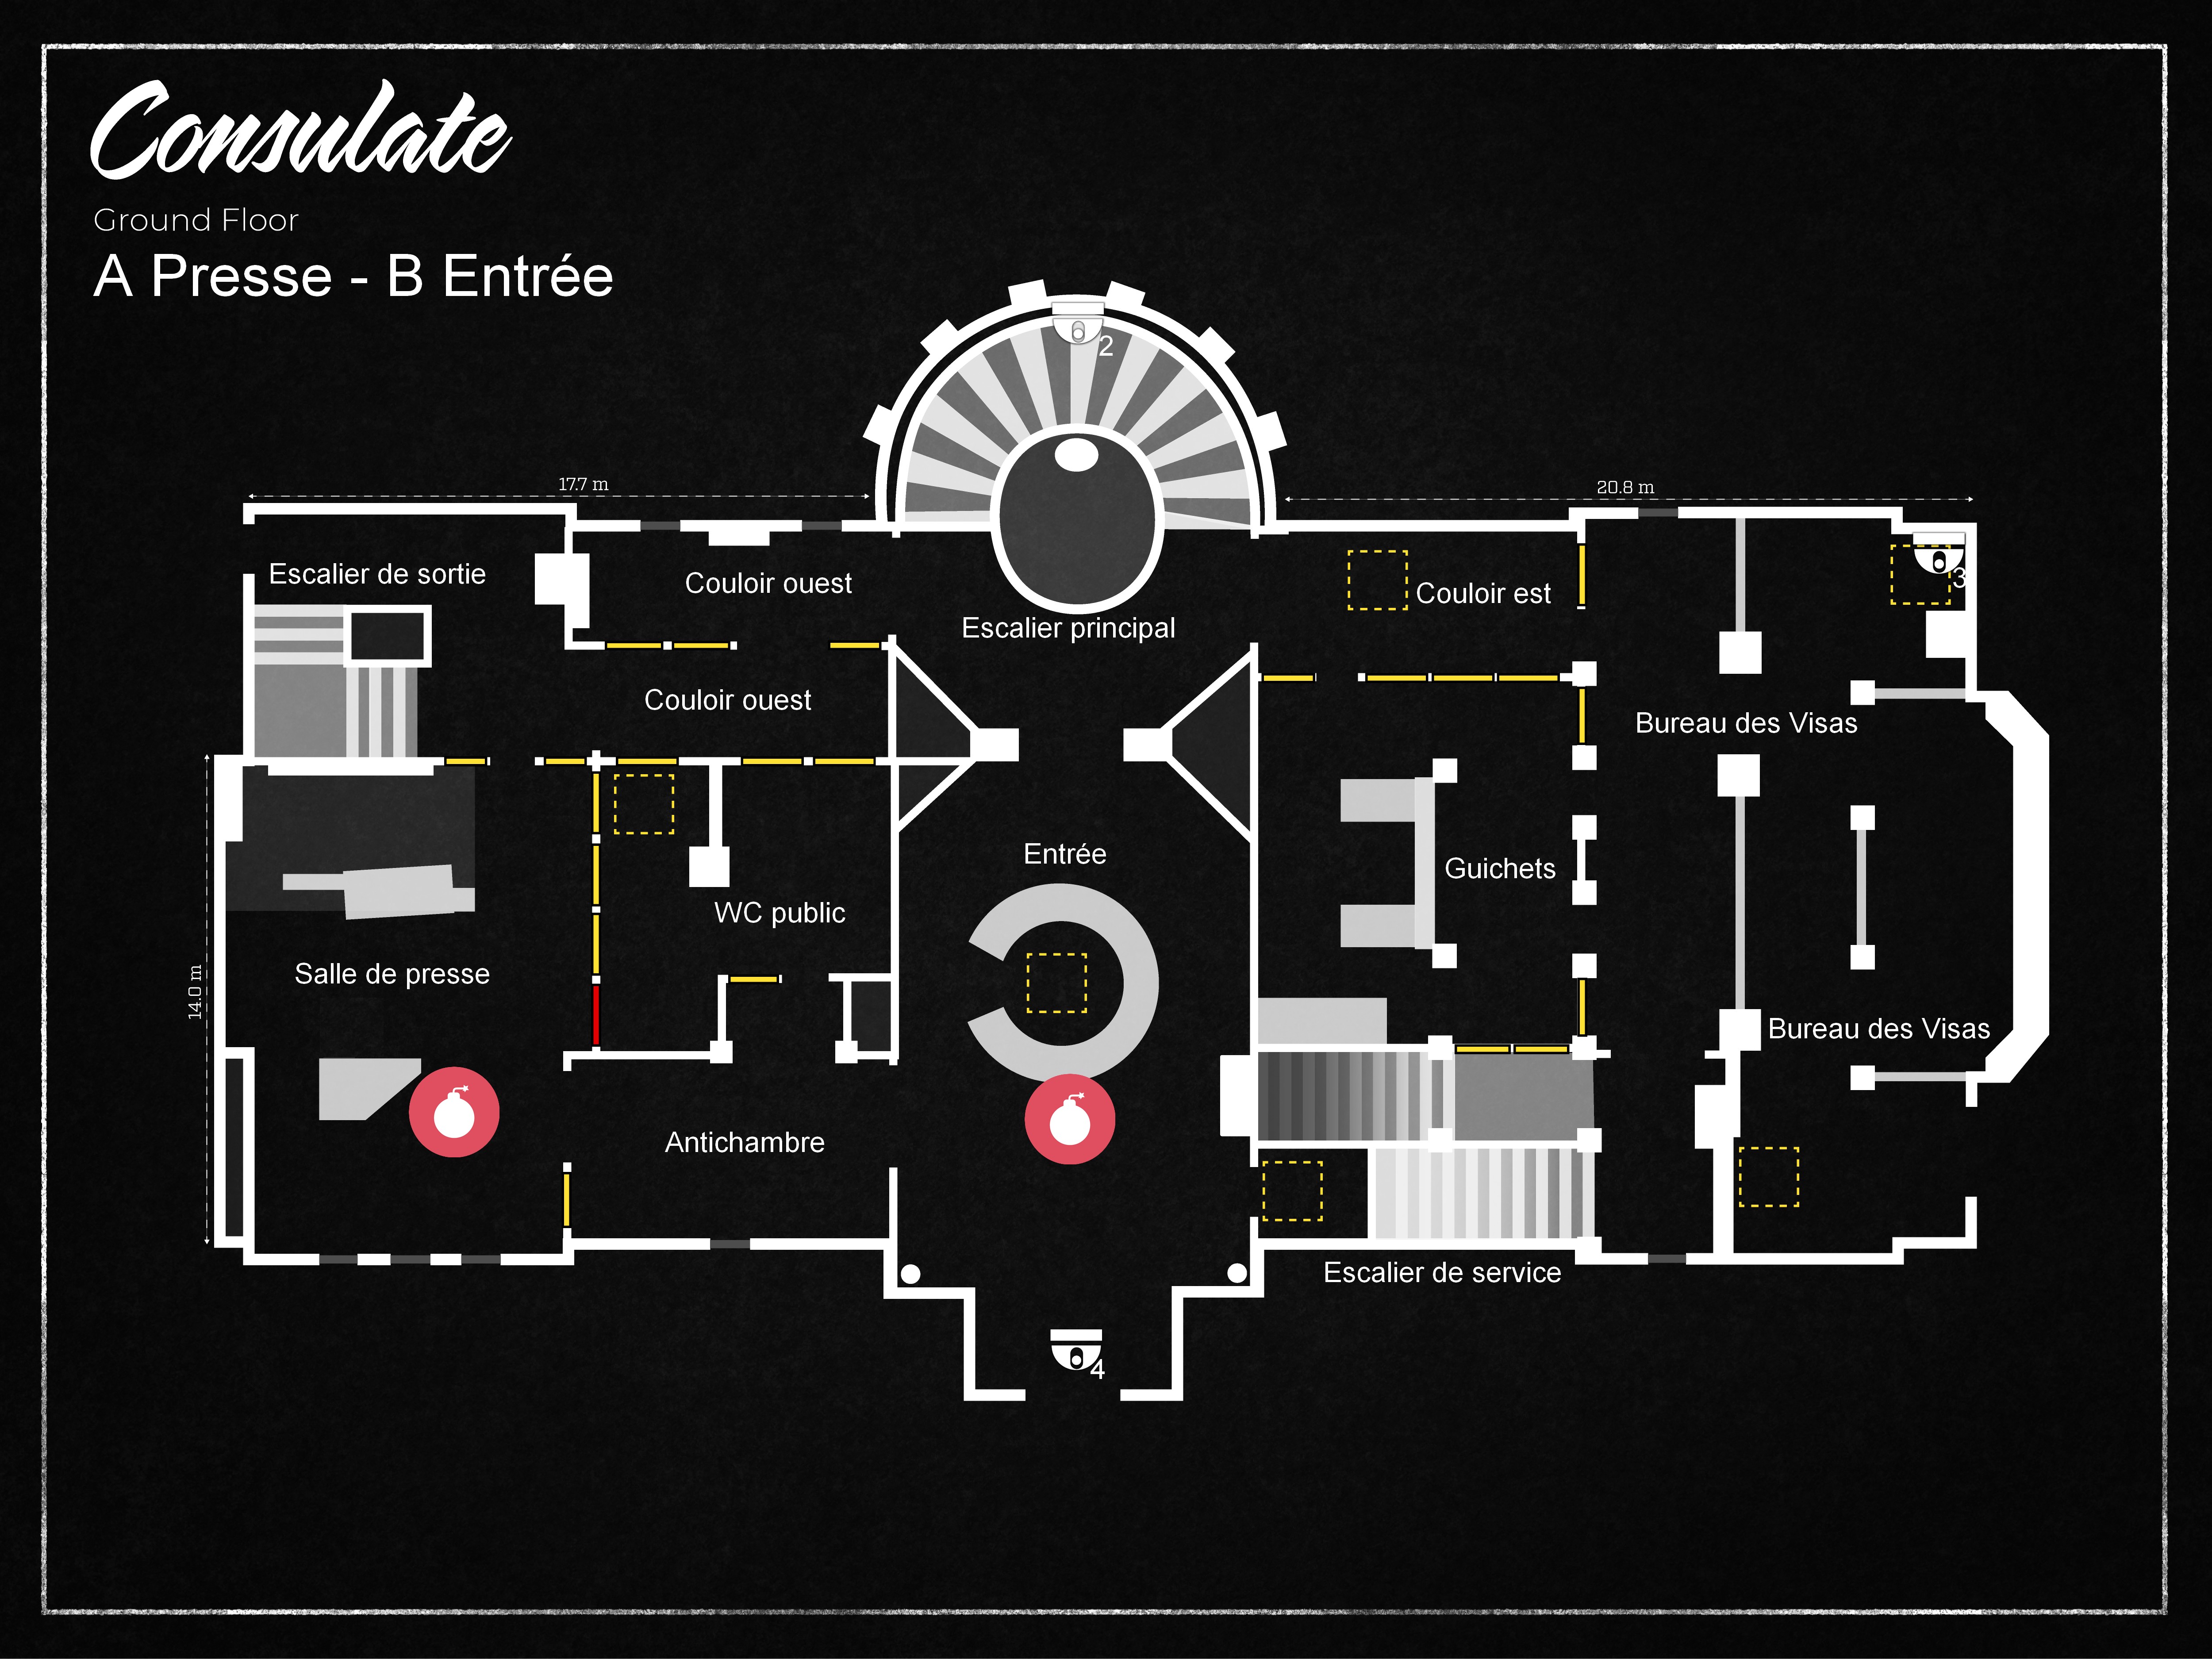 Consulate
Ground Floor
A Presse - B Entrée
2
17.7 m
20.8 m
Escalier de sortie
Couloir ouest
Couloir est
3
Escalier principal
Couloir ouest
Bureau des Visas
Entrée
Guichets
WC public
Salle de presse
14.0 m
Bureau des Visas
Antichambre
Escalier de service
4